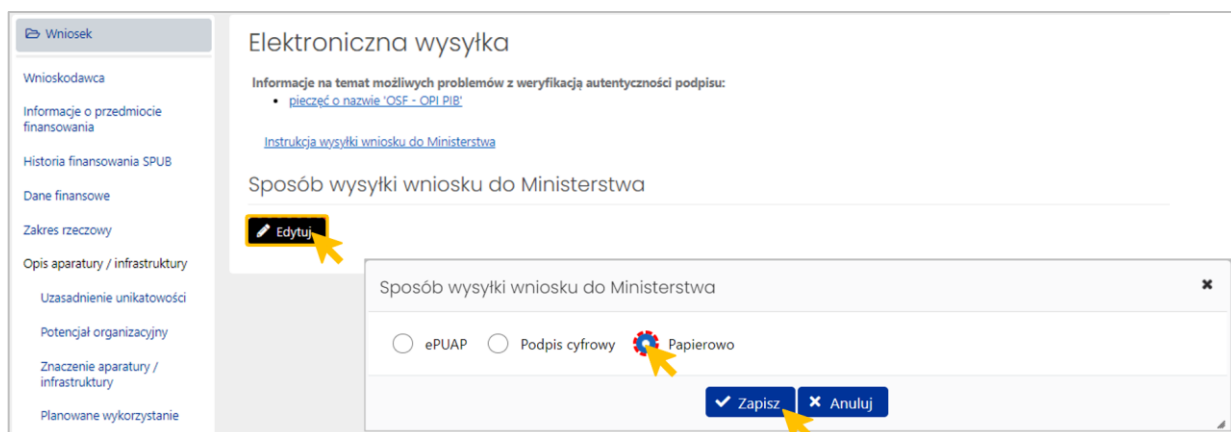 Wniosek
Wnioskodawca
Informacje o przedmiocie
finansowania
Historia finansowania SPUB
Dane finansowe
Zakres rzeczowy
Opis aparatury / infrastruktury
Uzasadnienie unikatowości
Potencjał organizacyjny
Znaczenie aparatury /
infrastruktury
Planowane wykorzystanie
Elektroniczna wysyłka
Informacje na temat możliwych problemów z weryfikacją autentyczności podpisu:
• pieczęć o nazwie 'OSF - OPI PIB'
Instrukcja wysyłki wniosku do Ministerstwa
Sposób wysyłki wniosku do Ministerstwa
Edytuj
Sposób wysyłki wniosku do Ministerstwa
ePUAP Podpis cyfrowy Papierowo
Zapisz Anuluj